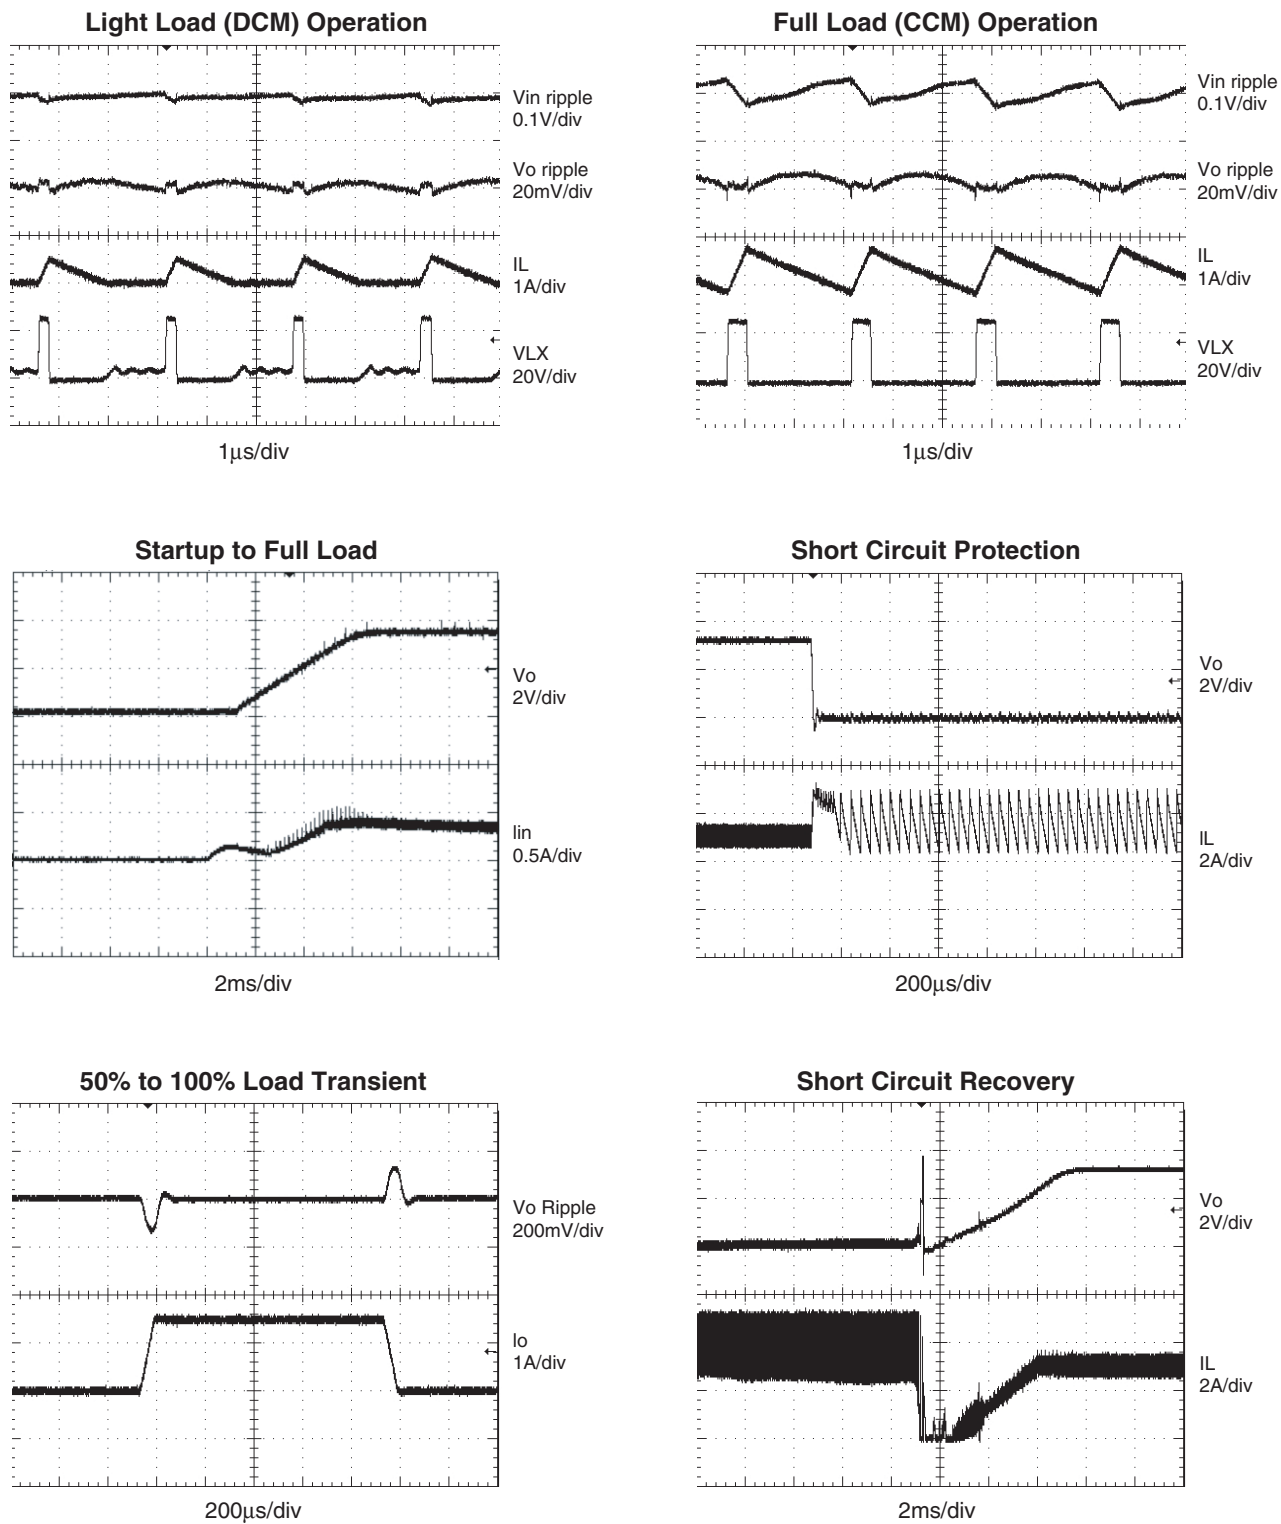 Light Load (DCM) Operation
Vin ripple
0.1V/div
Vo ripple
20mV/div
IL
1A/div
VLX
20V/div
1μs/div
Full Load (CCM) Operation
Vin ripple
0.1V/div
Vo ripple
20mV/div
IL
1A/div
VLX
20V/div
1μs/div
Startup to Full Load
Vo
2V/div
Iin
0.5A/div
2ms/div
Short Circuit Protection
Vo
2V/div
IL
2A/div
200μs/div
50% to 100% Load Transient
Vo Ripple
200mV/div
Io
1A/div
200μs/div
Short Circuit Recovery
Vo
2V/div
IL
2A/div
2ms/div